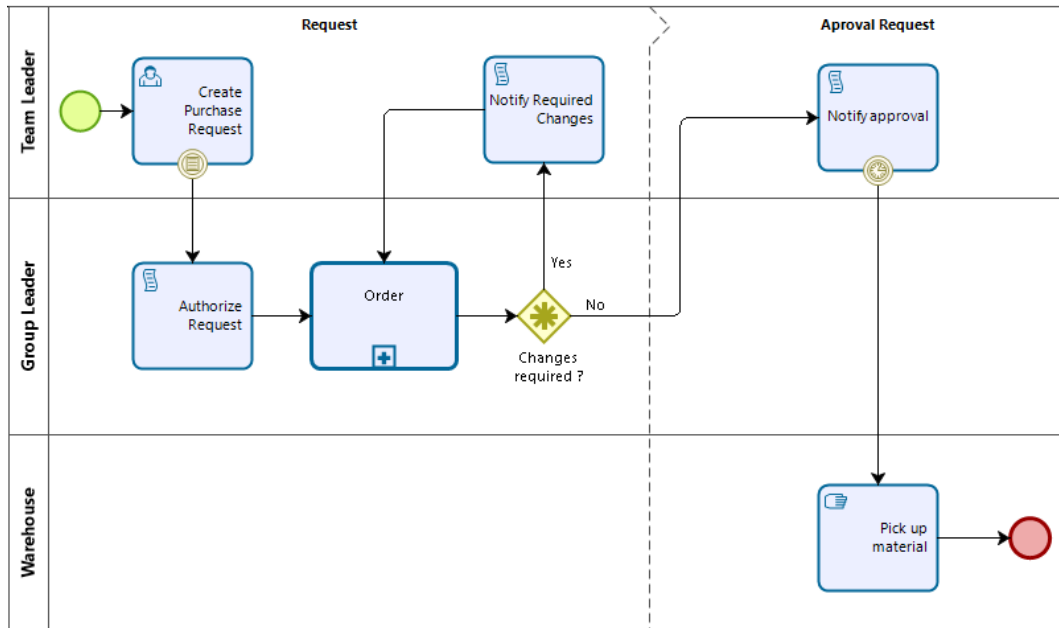 Request
Aproval Request
Team Leader
Create
Purchase
Request
Notify Required
Changes
Notify approval
Group Leader
Authorize
Request
Order
Yes
No
Changes
required ?
Warehouse
Pick up
material